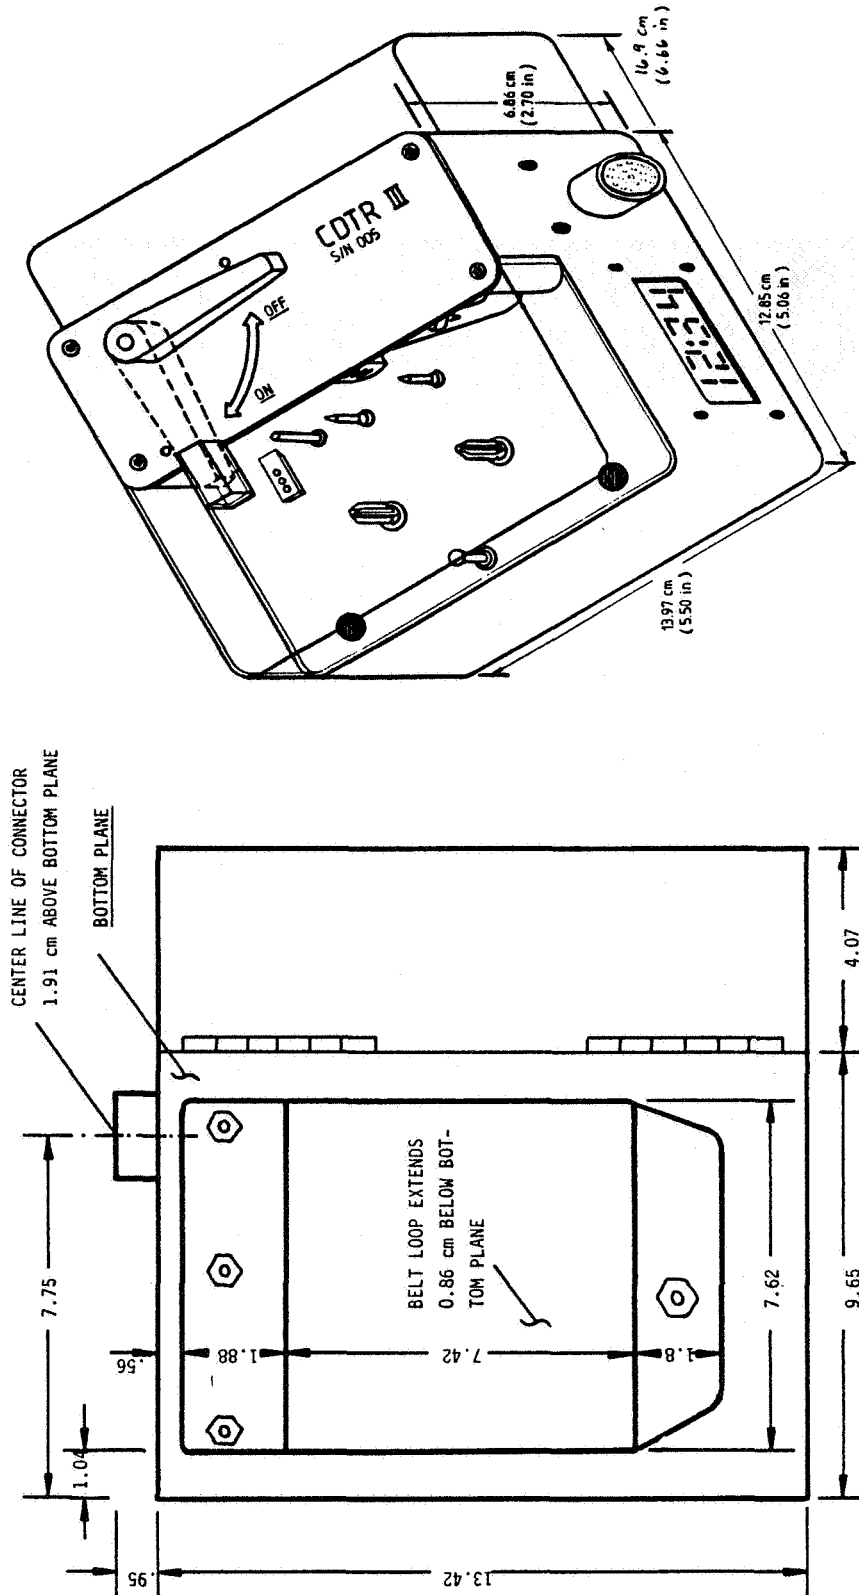 CENTER LINE OF CONNECTOR
1.91 cm ABOVE BOTTOM PLANE
BOTTOM PLANE
7.75
1.04
.56
1.88
7.42
1.8
BELT LOOP EXTENDS
0.86 cm BELOW BOT-
TOM PLANE
7.62
9.65
4.07
.95
13.42
CDTR III
S/N 005
ON
OFF
6.86 cm
(2.70 in)
16.9 cm
(6.66 in)
12.85 cm
(5.06 in)
13.97 cm
(5.50 in)